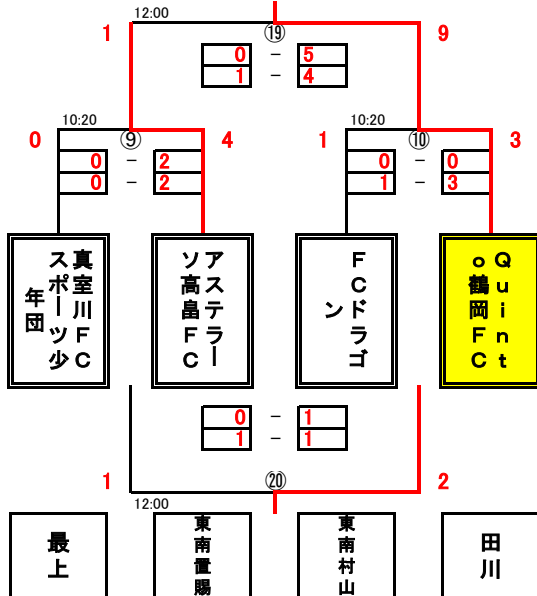 12:00
1 ⑲ 9
0 - 5
1 - 4
10:20 10:20
0 ⑨ 4 1 ⑩ 3
0 - 2 0 - 0
0 - 2 1 - 3
真室川FCスポーツ少年団
アステラーソ高畠FC
FCドラゴン
Quinto鶴岡FC
0 - 1
1 - 1
1 ⑳ 2
12:00
最上
東南置賜
東南村山
田川